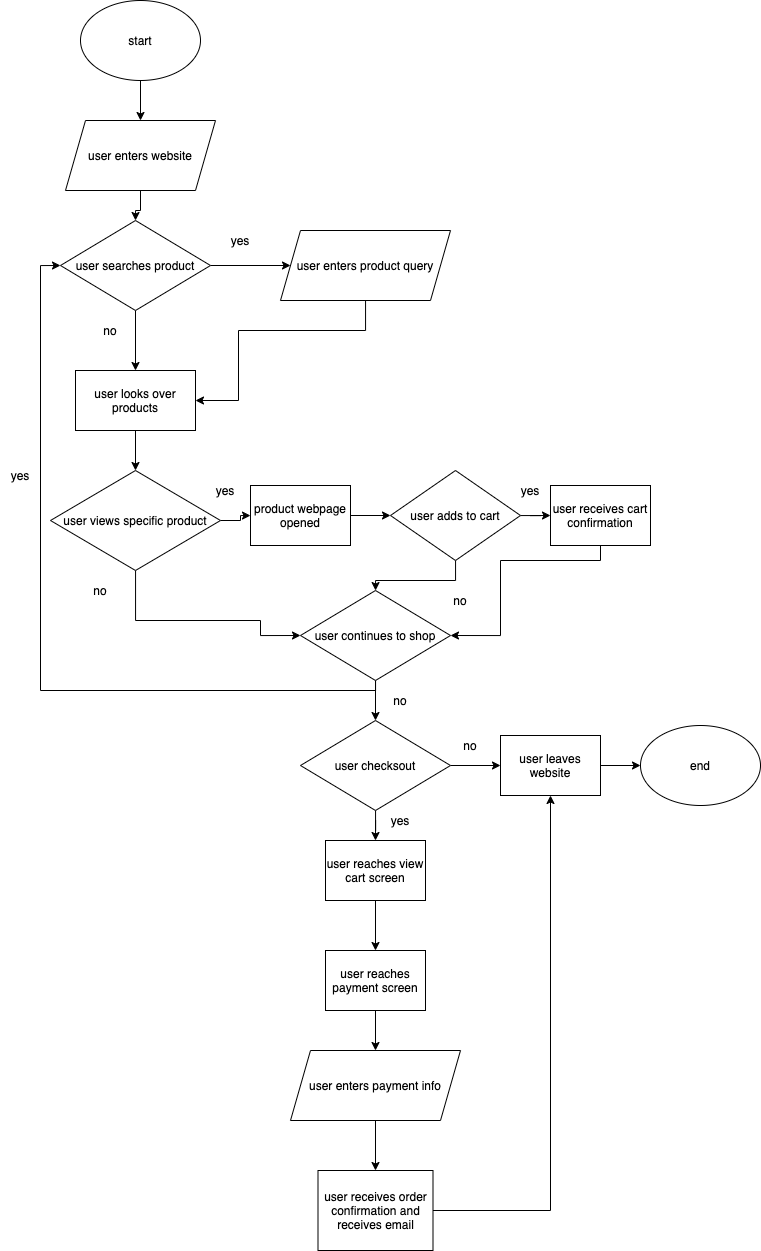 start
user enters website
user searches product
yes
user enters product query
no
user looks over
products
yes
user views specific product
yes
product webpage
opened
user adds to cart
yes
user receives cart
confirmation
no
no
user continues to shop
no
user checksout
no
user leaves
website
end
yes
user reaches view
cart screen
user reaches
payment screen
user enters payment info
user receives order
confirmation and
receives email